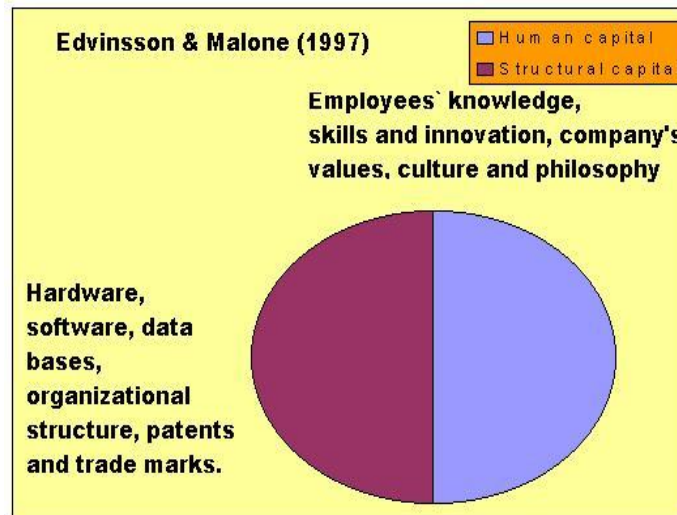 Edvinsson & Malone (1997)
Human capital
Structural capita
Employees` knowledge,
skills and innovation, company's
values, culture and philosophy
Hardware,
software, data
bases,
organizational
structure, patents
and trade marks.